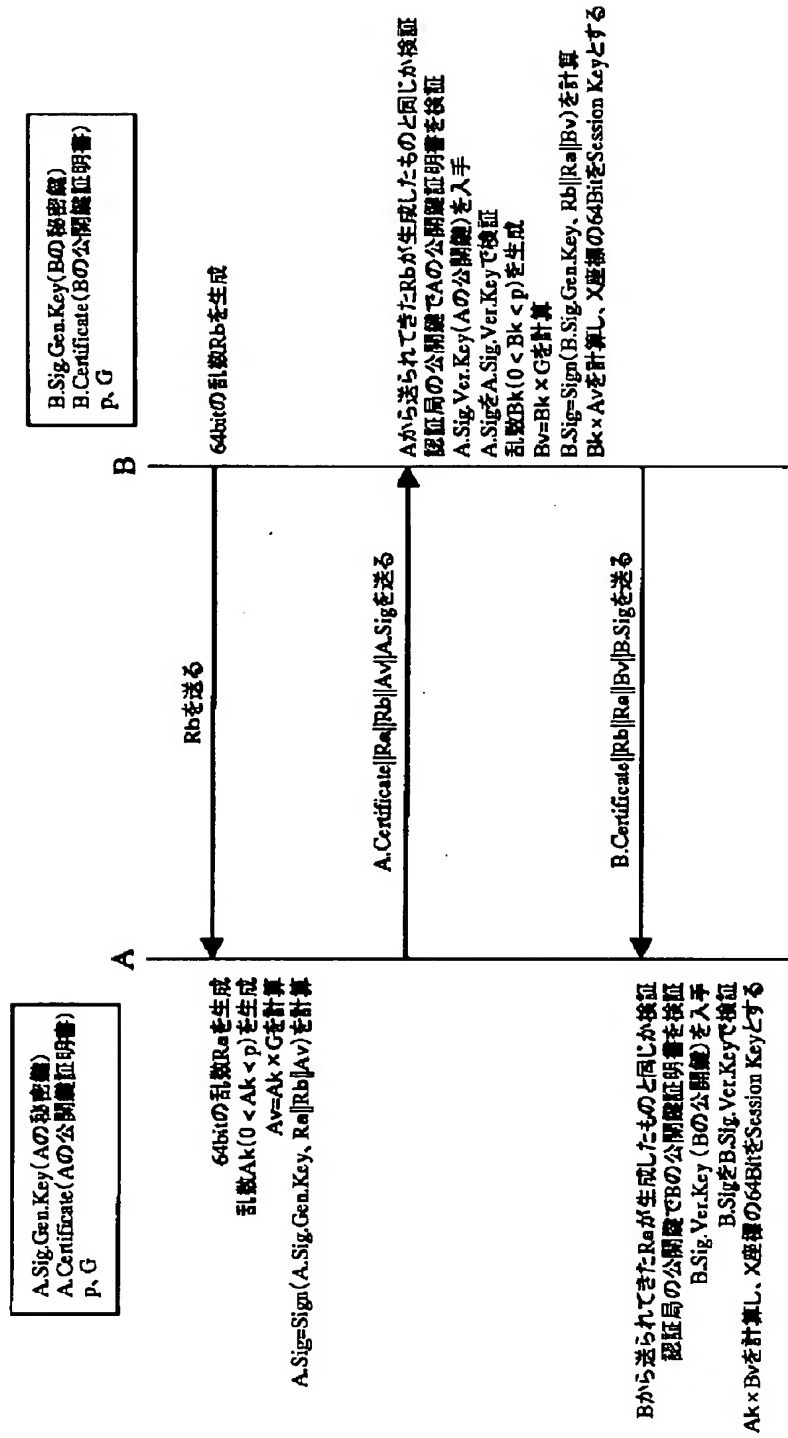 A.Sig.Gen.Key(Aの秘密鍵)
A.Certificate(Aの公開鍵証明書)
p、G
B.Sig.Gen.Key(Bの秘密鍵)
B.Certificate(Bの公開鍵証明書)
p、G
A
B
64bitの乱数Rbを生成
Rbを送る
64bitの乱数Raを生成
乱数Ak(0<Ak<p)を生成
Av=Ak×Gを計算
A.Sig=Sign(A.Sig.Gen.Key、Ra||Rb||Av)を計算
A.Certificate||Ra||Rb||Av||A.Sigを送る
Aから送られてきたRbが生成したものと同じか検証
認証局の公開鍵でAの公開鍵証明書を検証
A.Sig.Ver.Key(Aの公開鍵)を入手
A.SigをA.Sig.Ver.Keyで検証
乱数Bk(0<Bk<p)を生成
Bv=Bk×Gを計算
B.Sig=Sign(B.Sig.Gen.Key、Rb||Ra||Bv)を計算
Bk×Avを計算し、X座標の64BitをSession Keyとする
B.Certificate||Rb||Ra||Bv||B.Sigを送る
Bから送られてきたRaが生成したものと同じか検証
認証局の公開鍵でBの公開鍵証明書を検証
B.Sig.Ver.Key (Bの公開鍵)を入手
B.SigをB.Sig.Ver.Keyで検証
Ak×Bvを計算し、X座標の64BitをSession Keyとする